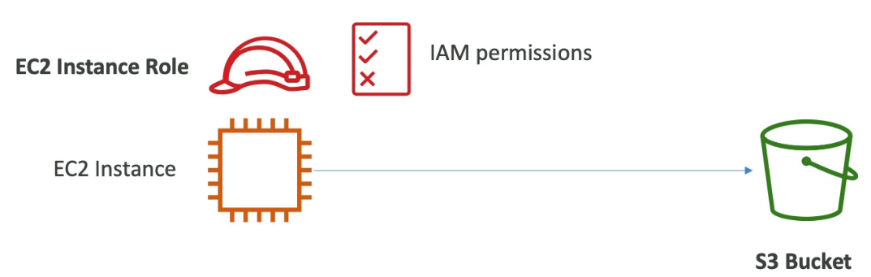 EC2 Instance Role
IAM permissions
EC2 Instance
S3 Bucket